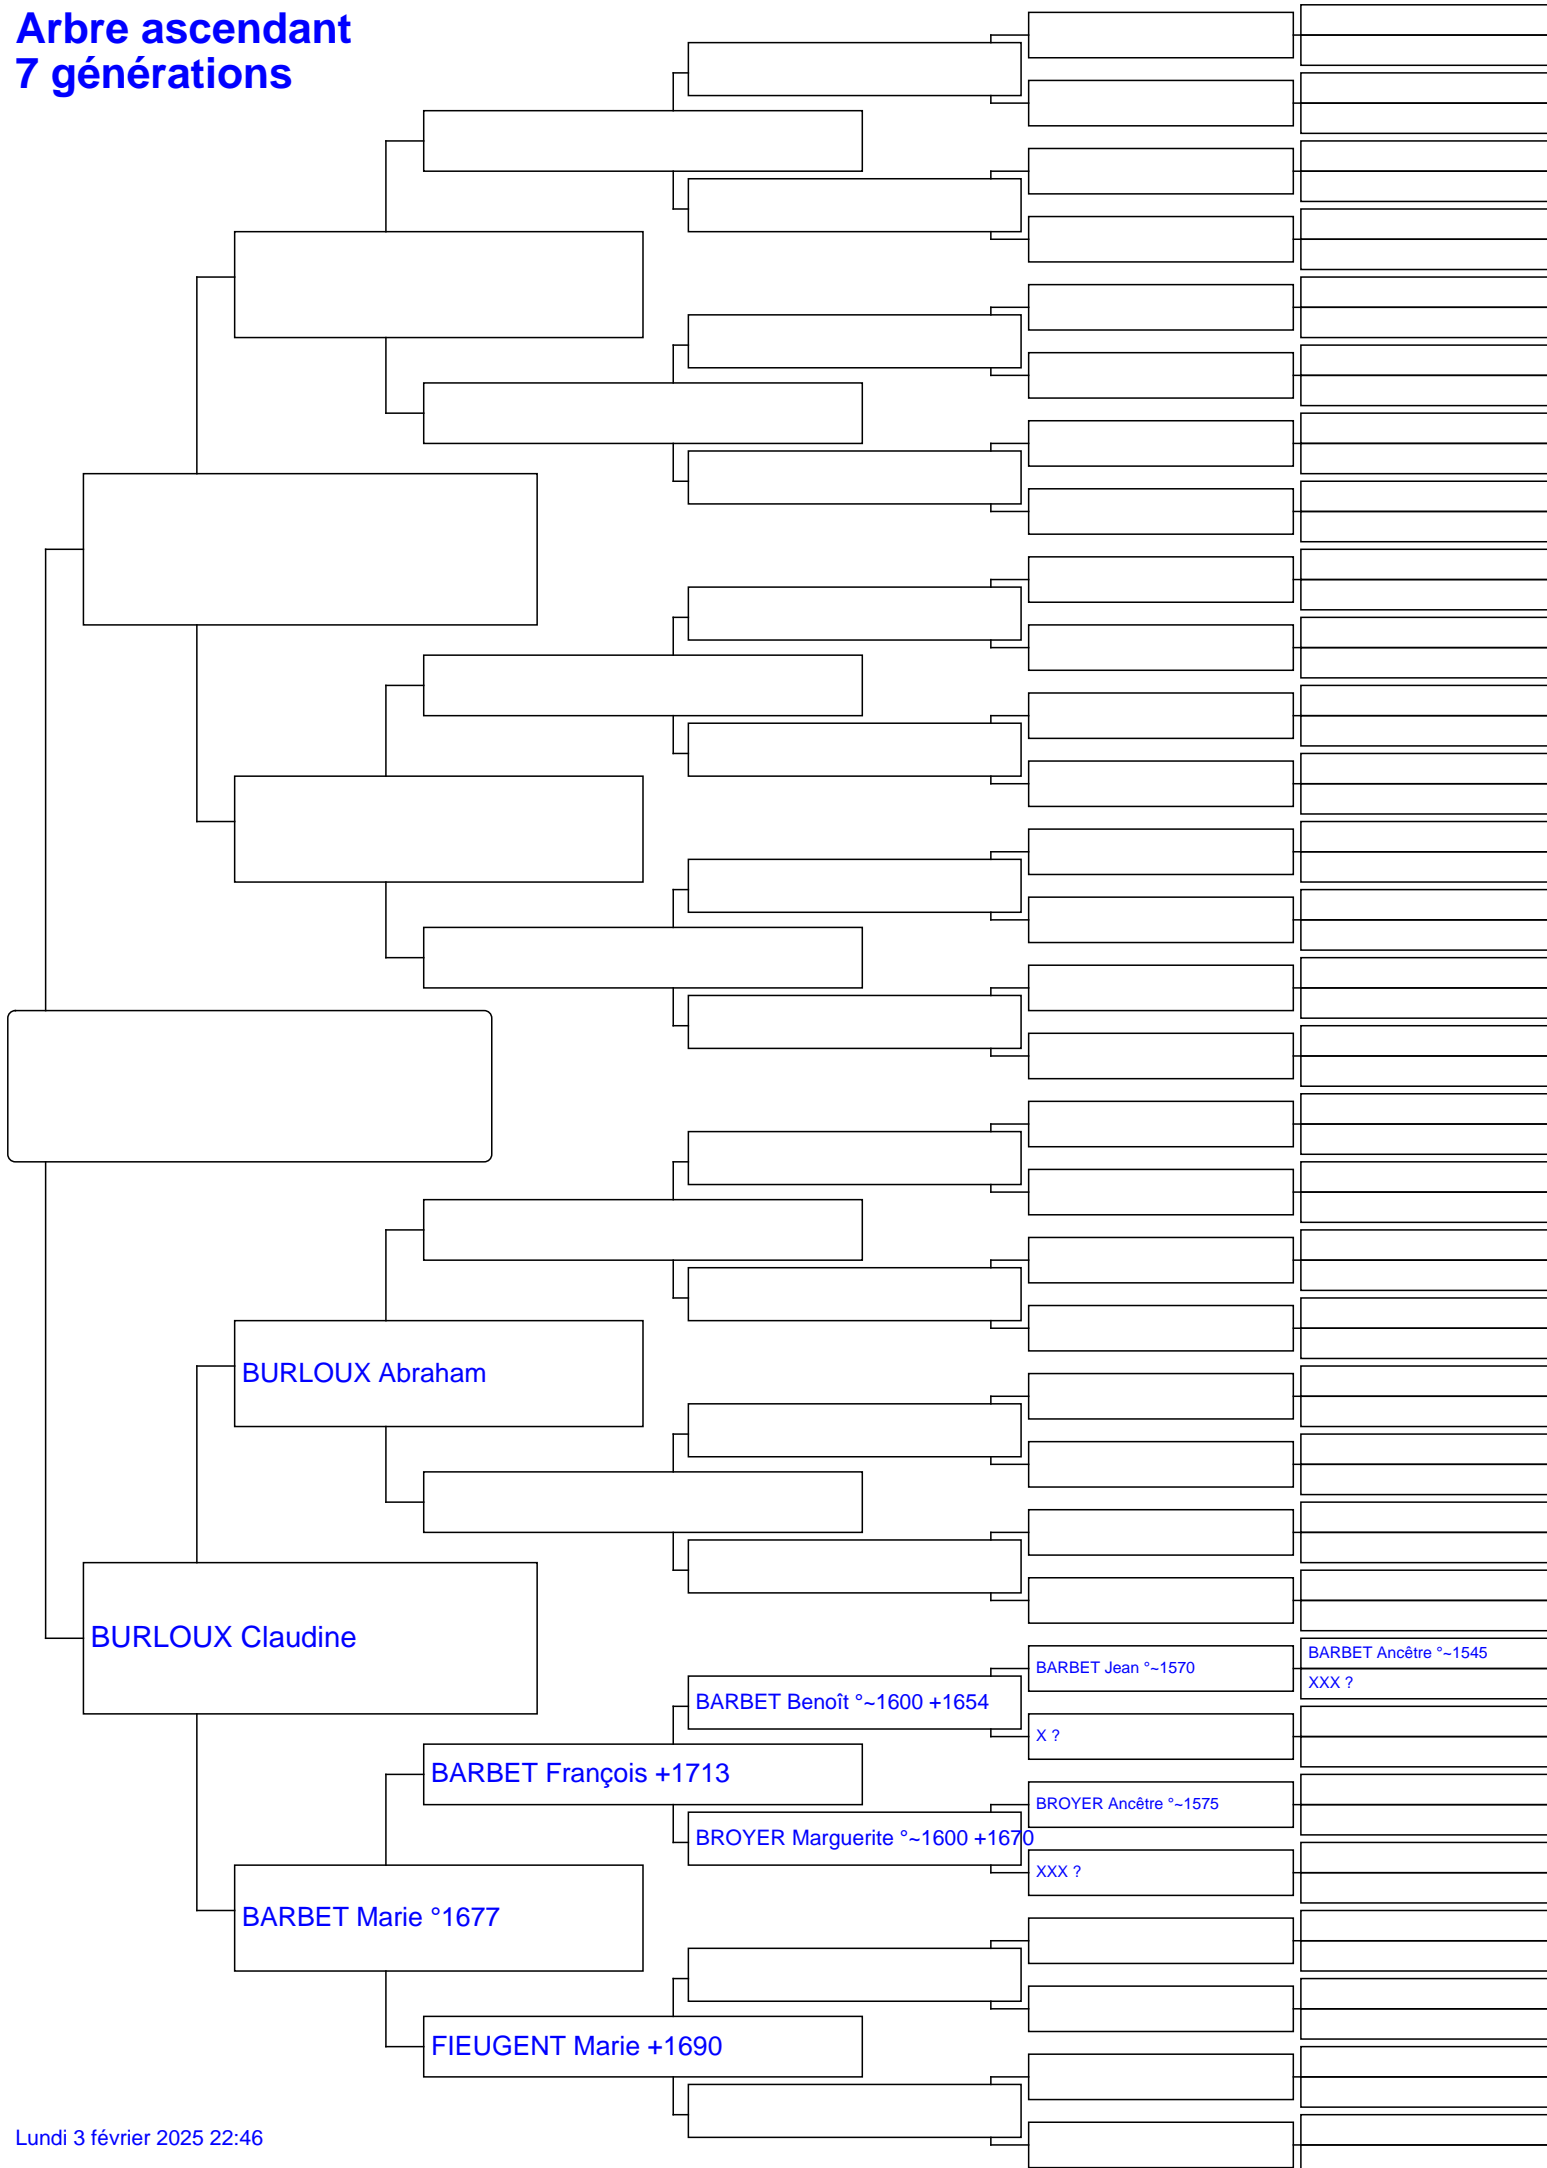 Arbre ascendant
7 générations
BURLOUX Abraham
BURLOUX Claudine
BARBET Jean °~1570
BARBET Ancêtre °~1545
XXX ?
BARBET Benoît °~1600 +1654
X ?
BARBET François +1713
BROYER Ancêtre °~1575
BROYER Marguerite °~1600 +1670
XXX ?
BARBET Marie °1677
FIEUGENT Marie +1690
Lundi 3 février 2025 22:46